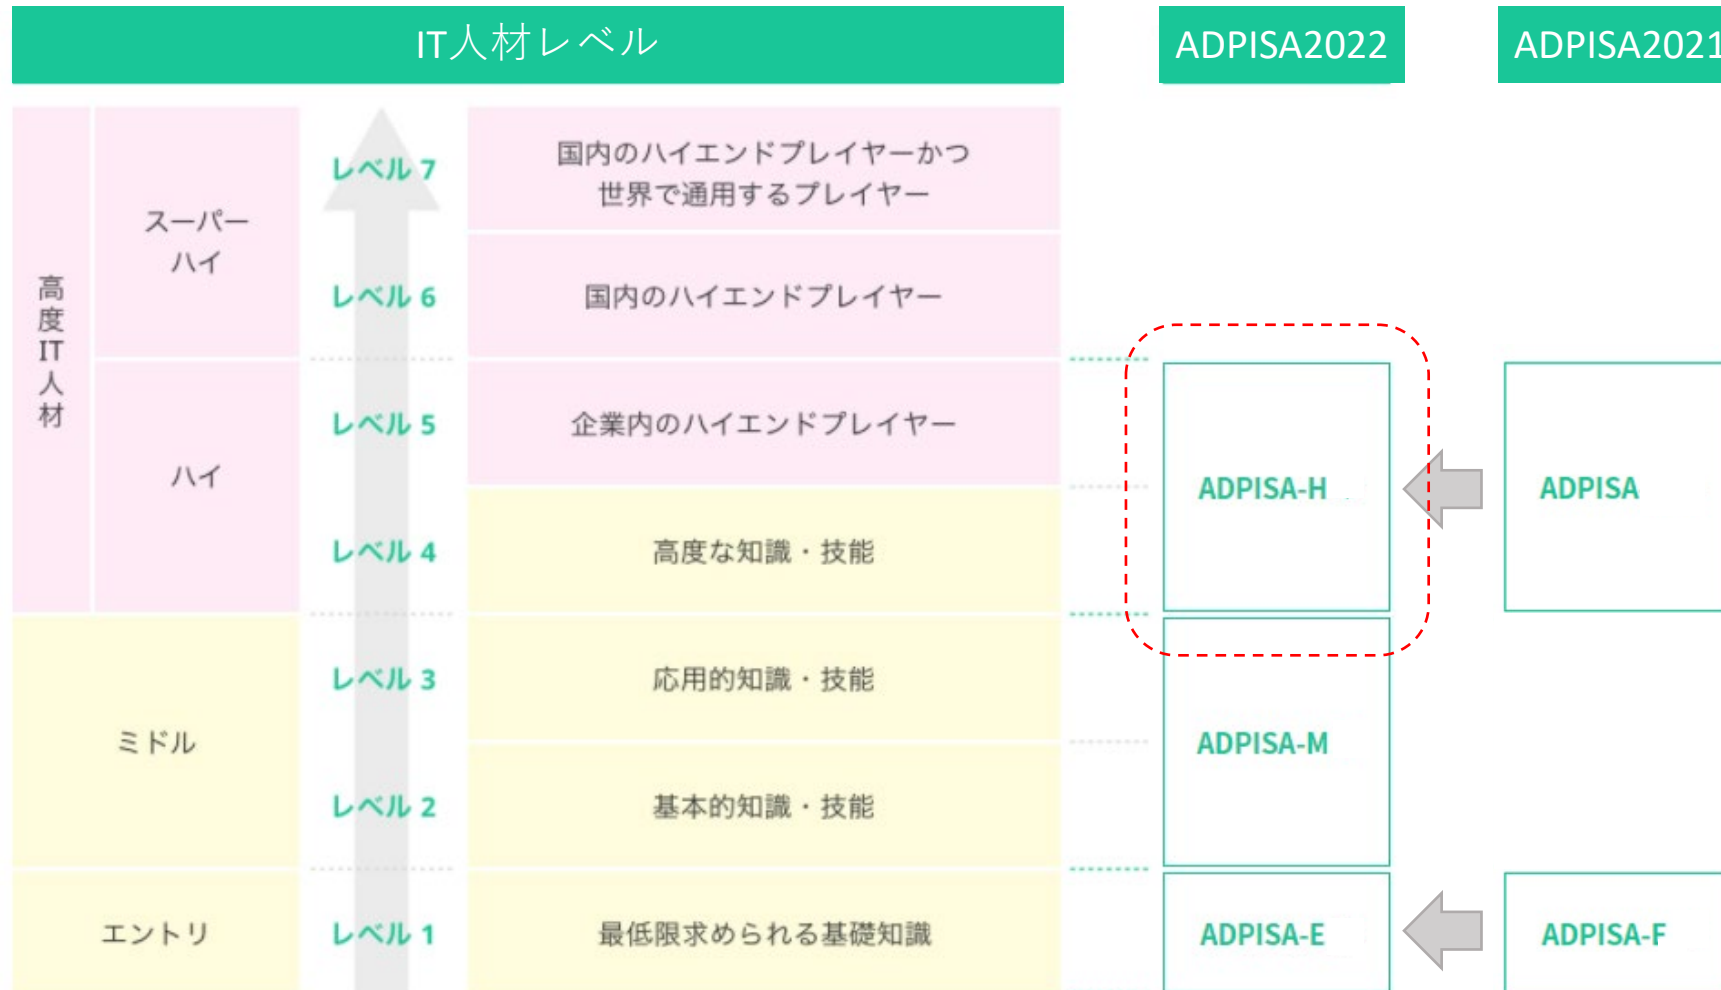 IT人材レベル
ADPISA2022
ADPISA2021
高度IT人材
スーパー
ハイ
レベル 7
国内のハイエンドプレイヤーかつ
世界で通用するプレイヤー
レベル 6
国内のハイエンドプレイヤー
ハイ
レベル 5
企業内のハイエンドプレイヤー
レベル 4
高度な知識・技能
ADPISA-H
ADPISA
ミドル
レベル 3
応用的知識・技能
レベル 2
基本的知識・技能
ADPISA-M
エントリ
レベル 1
最低限求められる基礎知識
ADPISA-E
ADPISA-F